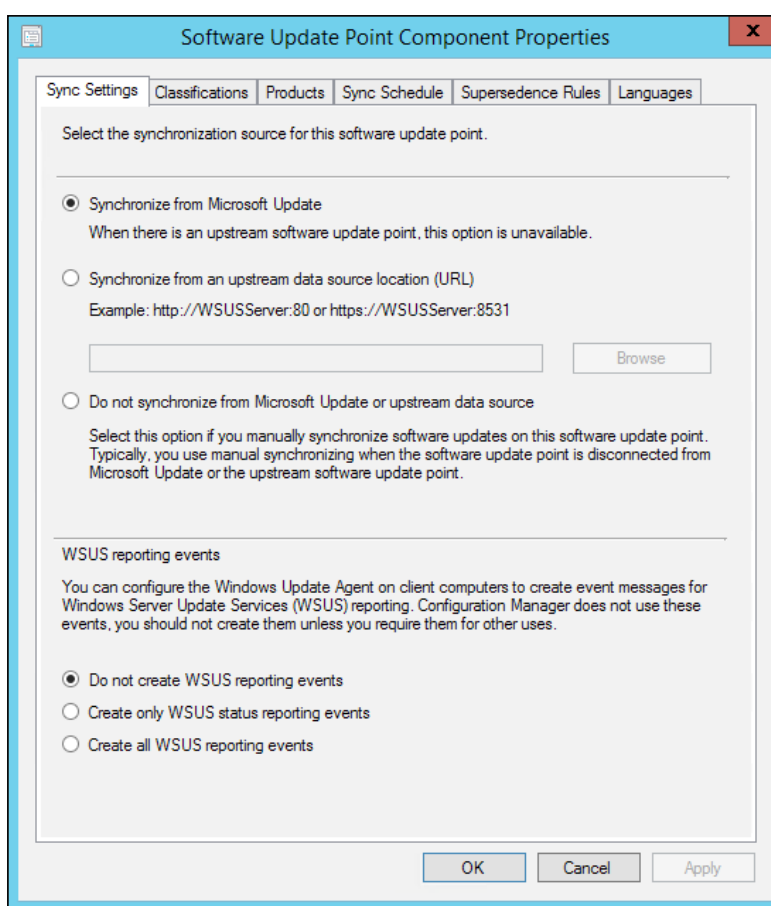 Software Update Point Component Properties
x
Sync Settings Classifications Products Sync Schedule Supersedence Rules Languages
Select the synchronization source for this software update point.
Synchronize from Microsoft Update
When there is an upstream software update point, this option is unavailable.
Synchronize from an upstream data source location (URL)
Example: http://WSUSServer:80 or https://WSUSServer:8531
Browse
Do not synchronize from Microsoft Update or upstream data source
Select this option if you manually synchronize software updates on this software update point.
Typically, you use manual synchronizing when the software update point is disconnected from
Microsoft Update or the upstream software update point.
WSUS reporting events
You can configure the Windows Update Agent on client computers to create event messages for
Windows Server Update Services (WSUS) reporting. Configuration Manager does not use these
events, you should not create them unless you require them for other uses.
Do not create WSUS reporting events
Create only WSUS status reporting events
Create all WSUS reporting events
OK Cancel Apply